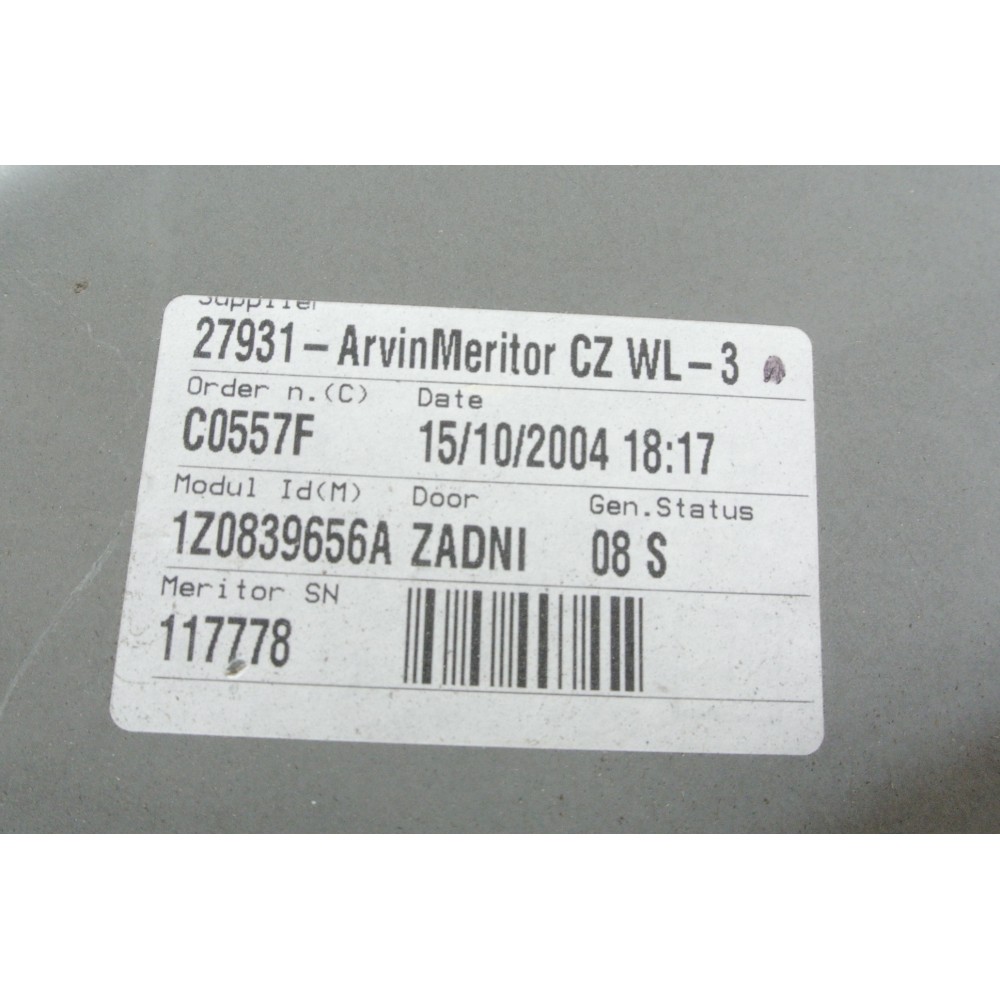 Supplier
27931-ArvinMeritor CZ WL-3
Order n.(C) Date
C0557F 15/10/2004 18:17
Modul Id(M) Door Gen.Status
1Z0839656A ZADNI 08 S
Meritor SN
117778